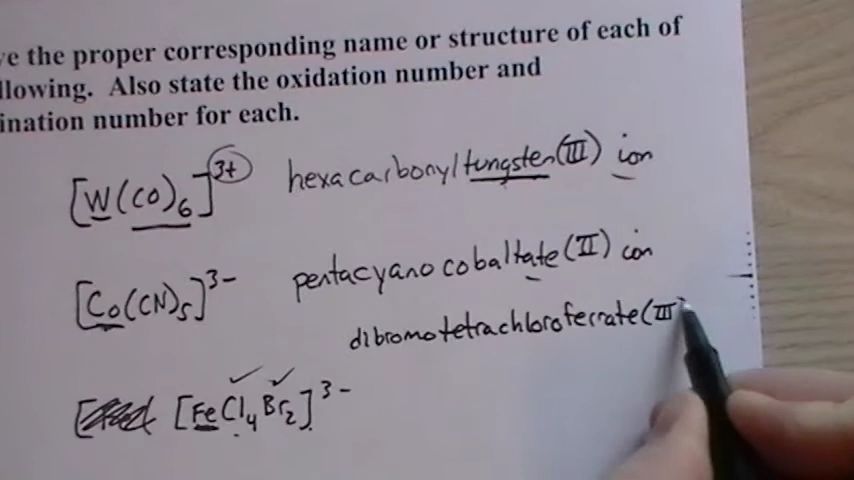 ve the proper corresponding name or structure of each of
llowing. Also state the oxidation number and
ination number for each.
[W(CO)6]3+ hexacarbonyltungsten(III) ion
[Co(CN)5]3- pentacyanocobaltate(II) ion
dibromotetrachloroferrate(III)
[FeCl4Br2]3-